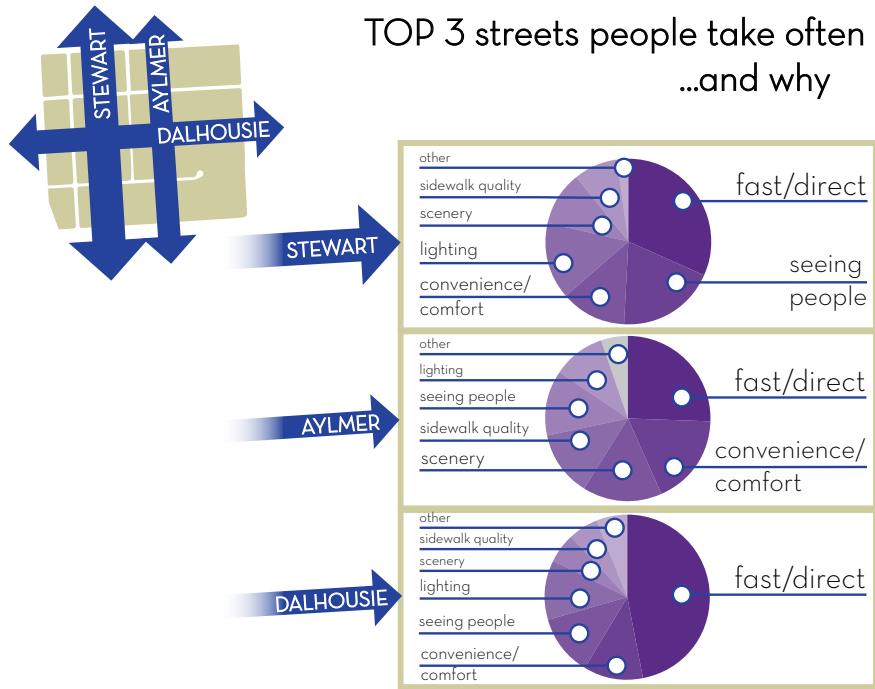 TOP 3 streets people take often
...and why
STEWART
AYLMER
DALHOUSIE
STEWART
other
sidewalk quality
scenery
lighting
convenience/
comfort
fast/direct
seeing
people
AYLMER
other
lighting
seeing people
sidewalk quality
scenery
fast/direct
convenience/
comfort
DALHOUSIE
other
sidewalk quality
scenery
lighting
seeing people
convenience/
comfort
fast/direct